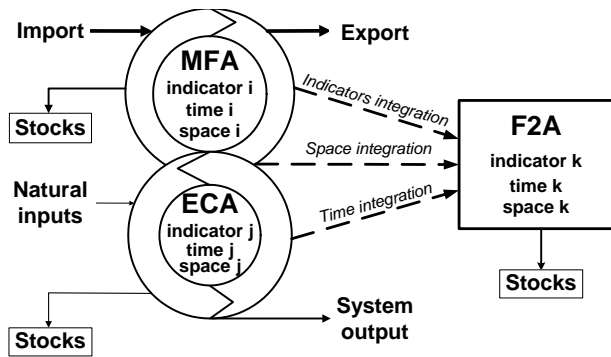 Import
Export
MFA
indicator i
time i
space i
Stocks
Indicators integration
Space integration
Time integration
F2A
indicator k
time k
space k
Stocks
Natural
inputs
ECA
indicator j
time j
space j
Stocks
System
output